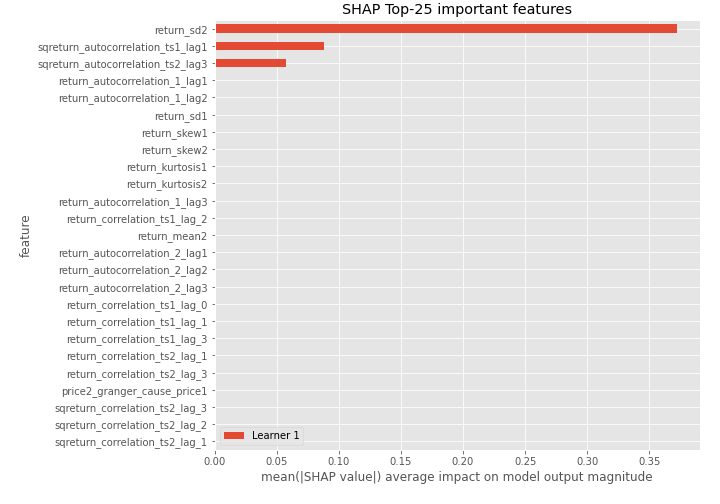 SHAP Top-25 important features
return_sd2
sqreturn_autocorrelation_ts1_lag1
sqreturn_autocorrelation_ts2_lag3
return_autocorrelation_1_lag1
return_autocorrelation_1_lag2
return_sd1
return_skew1
return_skew2
return_kurtosis1
return_kurtosis2
return_autocorrelation_1_lag3
return_correlation_ts1_lag_2
return_mean2
return_autocorrelation_2_lag1
return_autocorrelation_2_lag2
return_autocorrelation_2_lag3
return_correlation_ts1_lag_0
return_correlation_ts1_lag_1
return_correlation_ts1_lag_3
return_correlation_ts2_lag_1
return_correlation_ts2_lag_3
price2_granger_cause_price1
sqreturn_correlation_ts2_lag_3
sqreturn_correlation_ts2_lag_2
sqreturn_correlation_ts2_lag_1
feature
Learner 1
0.00 0.05 0.10 0.15 0.20 0.25 0.30 0.35
mean(|SHAP value|) average impact on model output magnitude